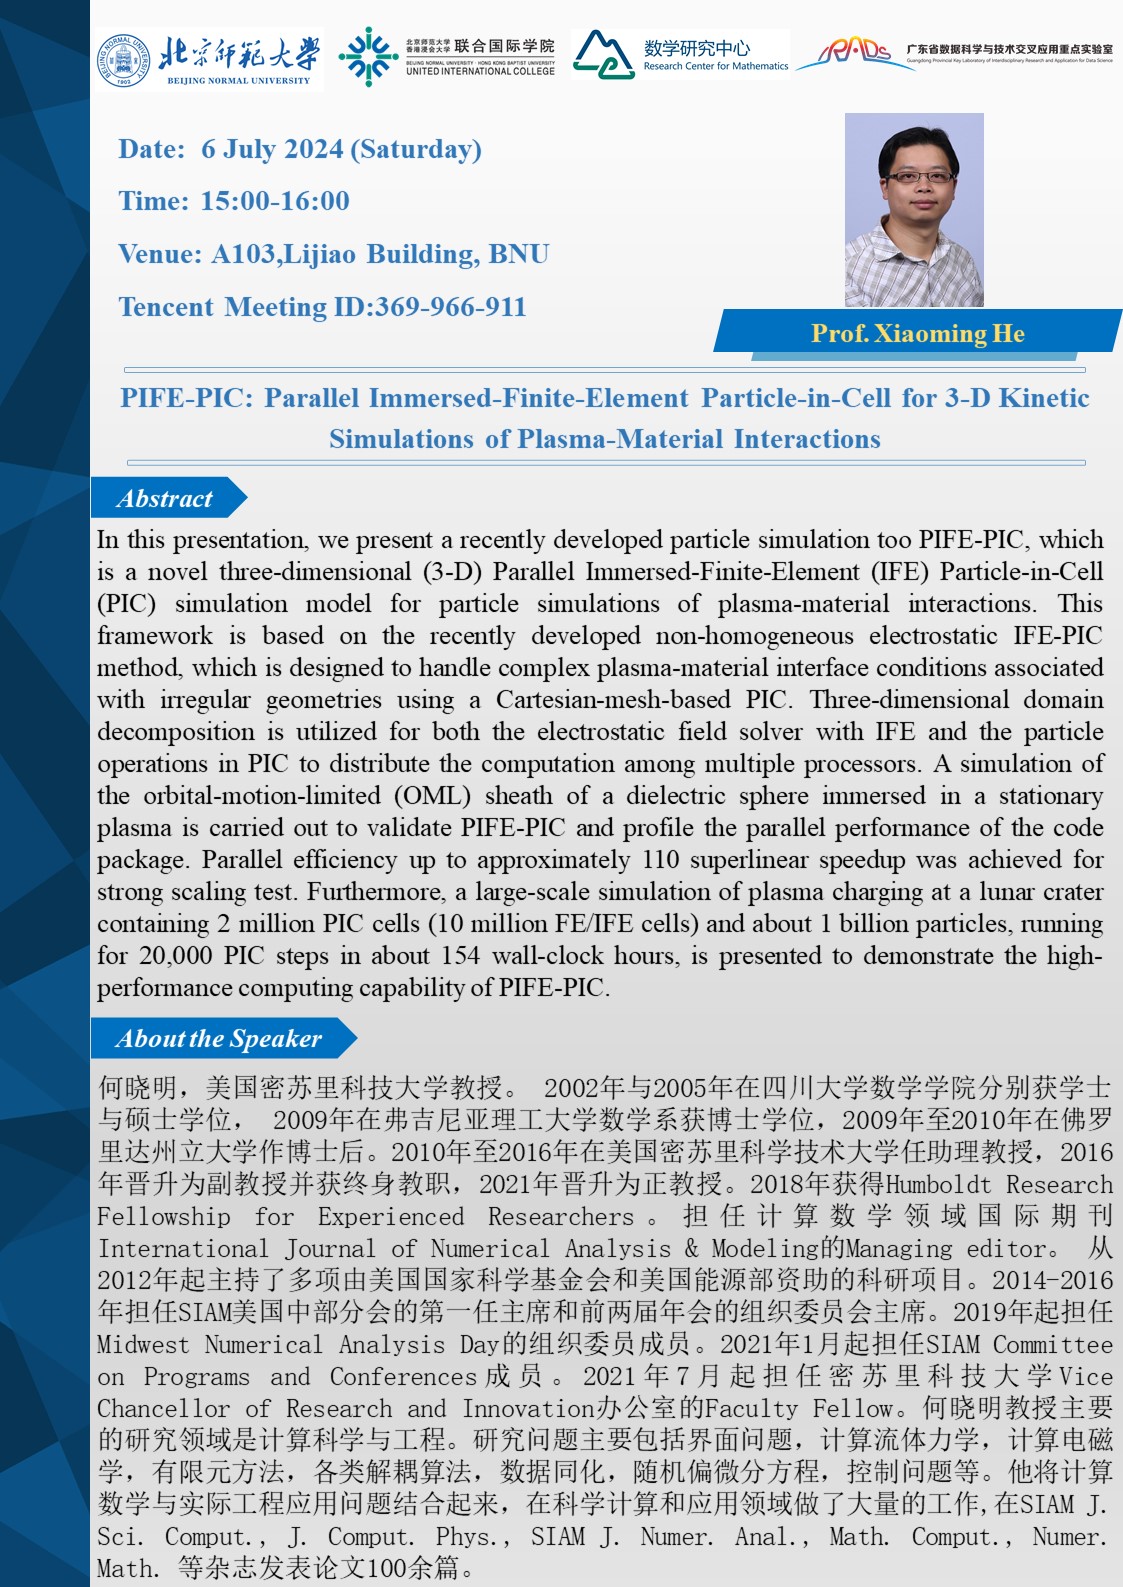 北京师范大学
BEIJING NORMAL UNIVERSITY
BEIJING NORMAL UNIVERSITY
1902
北京师范大学
香港浸会大学 联合国际学院
BEIJING NORMAL UNIVERSITY · HONG KONG BAPTIST UNIVERSITY
UNITED INTERNATIONAL COLLEGE
数学研究中心
Research Center for Mathematics
IRADs
广东省数据科学与技术交叉应用重点实验室
Guangdong Provincial Key Laboratory of Interdisciplinary Research and Application for Data Science
Date: 6 July 2024 (Saturday)
Time: 15:00-16:00
Venue: A103,Lijiao Building, BNU
Tencent Meeting ID:369-966-911
Prof. Xiaoming He
PIFE-PIC: Parallel Immersed-Finite-Element Particle-in-Cell for 3-D Kinetic
Simulations of Plasma-Material Interactions
Abstract
In this presentation, we present a recently developed particle simulation too PIFE-PIC, which
is a novel three-dimensional (3-D) Parallel Immersed-Finite-Element (IFE) Particle-in-Cell
(PIC) simulation model for particle simulations of plasma-material interactions. This
framework is based on the recently developed non-homogeneous electrostatic IFE-PIC
method, which is designed to handle complex plasma-material interface conditions associated
with irregular geometries using a Cartesian-mesh-based PIC. Three-dimensional domain
decomposition is utilized for both the electrostatic field solver with IFE and the particle
operations in PIC to distribute the computation among multiple processors. A simulation of
the orbital-motion-limited (OML) sheath of a dielectric sphere immersed in a stationary
plasma is carried out to validate PIFE-PIC and profile the parallel performance of the code
package. Parallel efficiency up to approximately 110 superlinear speedup was achieved for
strong scaling test. Furthermore, a large-scale simulation of plasma charging at a lunar crater
containing 2 million PIC cells (10 million FE/IFE cells) and about 1 billion particles, running
for 20,000 PIC steps in about 154 wall-clock hours, is presented to demonstrate the high-
performance computing capability of PIFE-PIC.
About the Speaker
何晓明，美国密苏里科技大学教授。 2002年与2005年在四川大学数学学院分别获学士
与硕士学位， 2009年在弗吉尼亚理工大学数学系获博士学位，2009年至2010年在佛罗
里达州立大学作博士后。2010年至2016年在美国密苏里科学技术大学任助理教授，2016
年晋升为副教授并获终身教职，2021年晋升为正教授。2018年获得Humboldt Research
Fellowship for Experienced Researchers。担任计算数学领域国际期刊
International Journal of Numerical Analysis & Modeling的Managing editor。 从
2012年起主持了多项由美国国家科学基金会和美国能源部资助的科研项目。2014-2016
年担任SIAM美国中部分会的第一任主席和前两届年会的组织委员会主席。2019年起担任
Midwest Numerical Analysis Day的组织委员成员。2021年1月起担任SIAM Committee
on Programs and Conferences成员。2021年7月起担任密苏里科技大学Vice
Chancellor of Research and Innovation办公室的Faculty Fellow。何晓明教授主要
的研究领域是计算科学与工程。研究问题主要包括界面问题，计算流体力学，计算电磁
学，有限元方法，各类解耦算法，数据同化，随机偏微分方程，控制问题等。他将计算
数学与实际工程应用问题结合起来，在科学计算和应用领域做了大量的工作,在SIAM J.
Sci. Comput., J. Comput. Phys., SIAM J. Numer. Anal., Math. Comput., Numer.
Math. 等杂志发表论文100余篇。